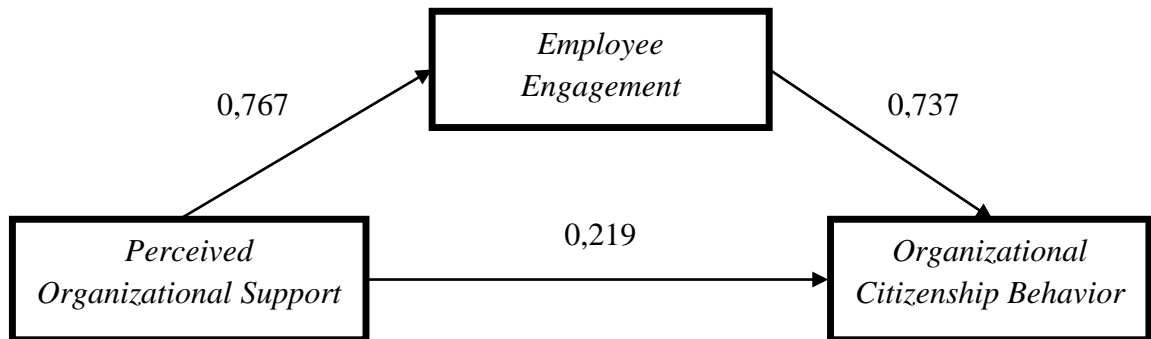 Employee
Engagement
0,767
0,737
0,219
Perceived
Organizational Support
Organizational
Citizenship Behavior